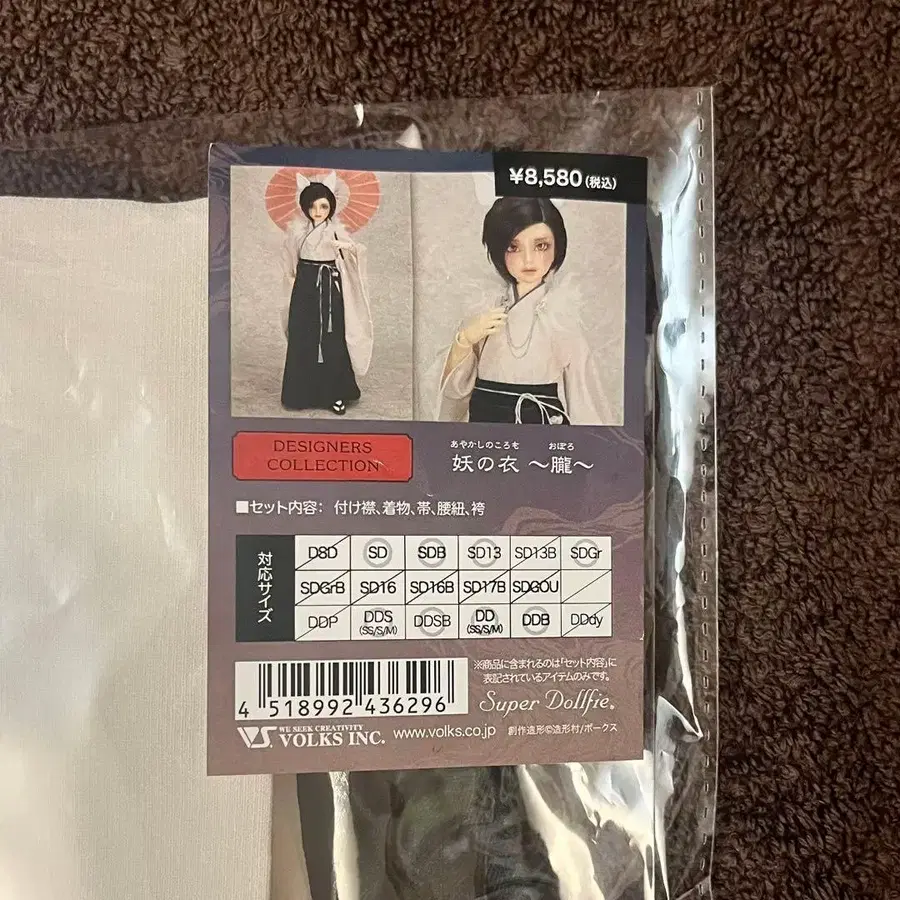 ¥8,580(税込)
DESIGNERS
COLLECTION
あやかしのころも おぼろ
妖の衣 ～朧～
■セット内容: 付け襟、着物、帯、腰紐、袴
対応サイズ
DSD SD SDB SD13 SD13B SDGr
SDGrB SD16 SD16B SD17B SDGOU
DDP DDS DDSB DD DDB DDdy
(SS/S/M) (SS/S/M)
※商品に含まれるのは「セット内容」に
表記されているアイテムのみです。
4 518992 436296
Super Dollfie®
WE SEEK CREATIVITY
VS. VOLKS INC. www.volks.co.jp 創作造形©造形村/ボークス